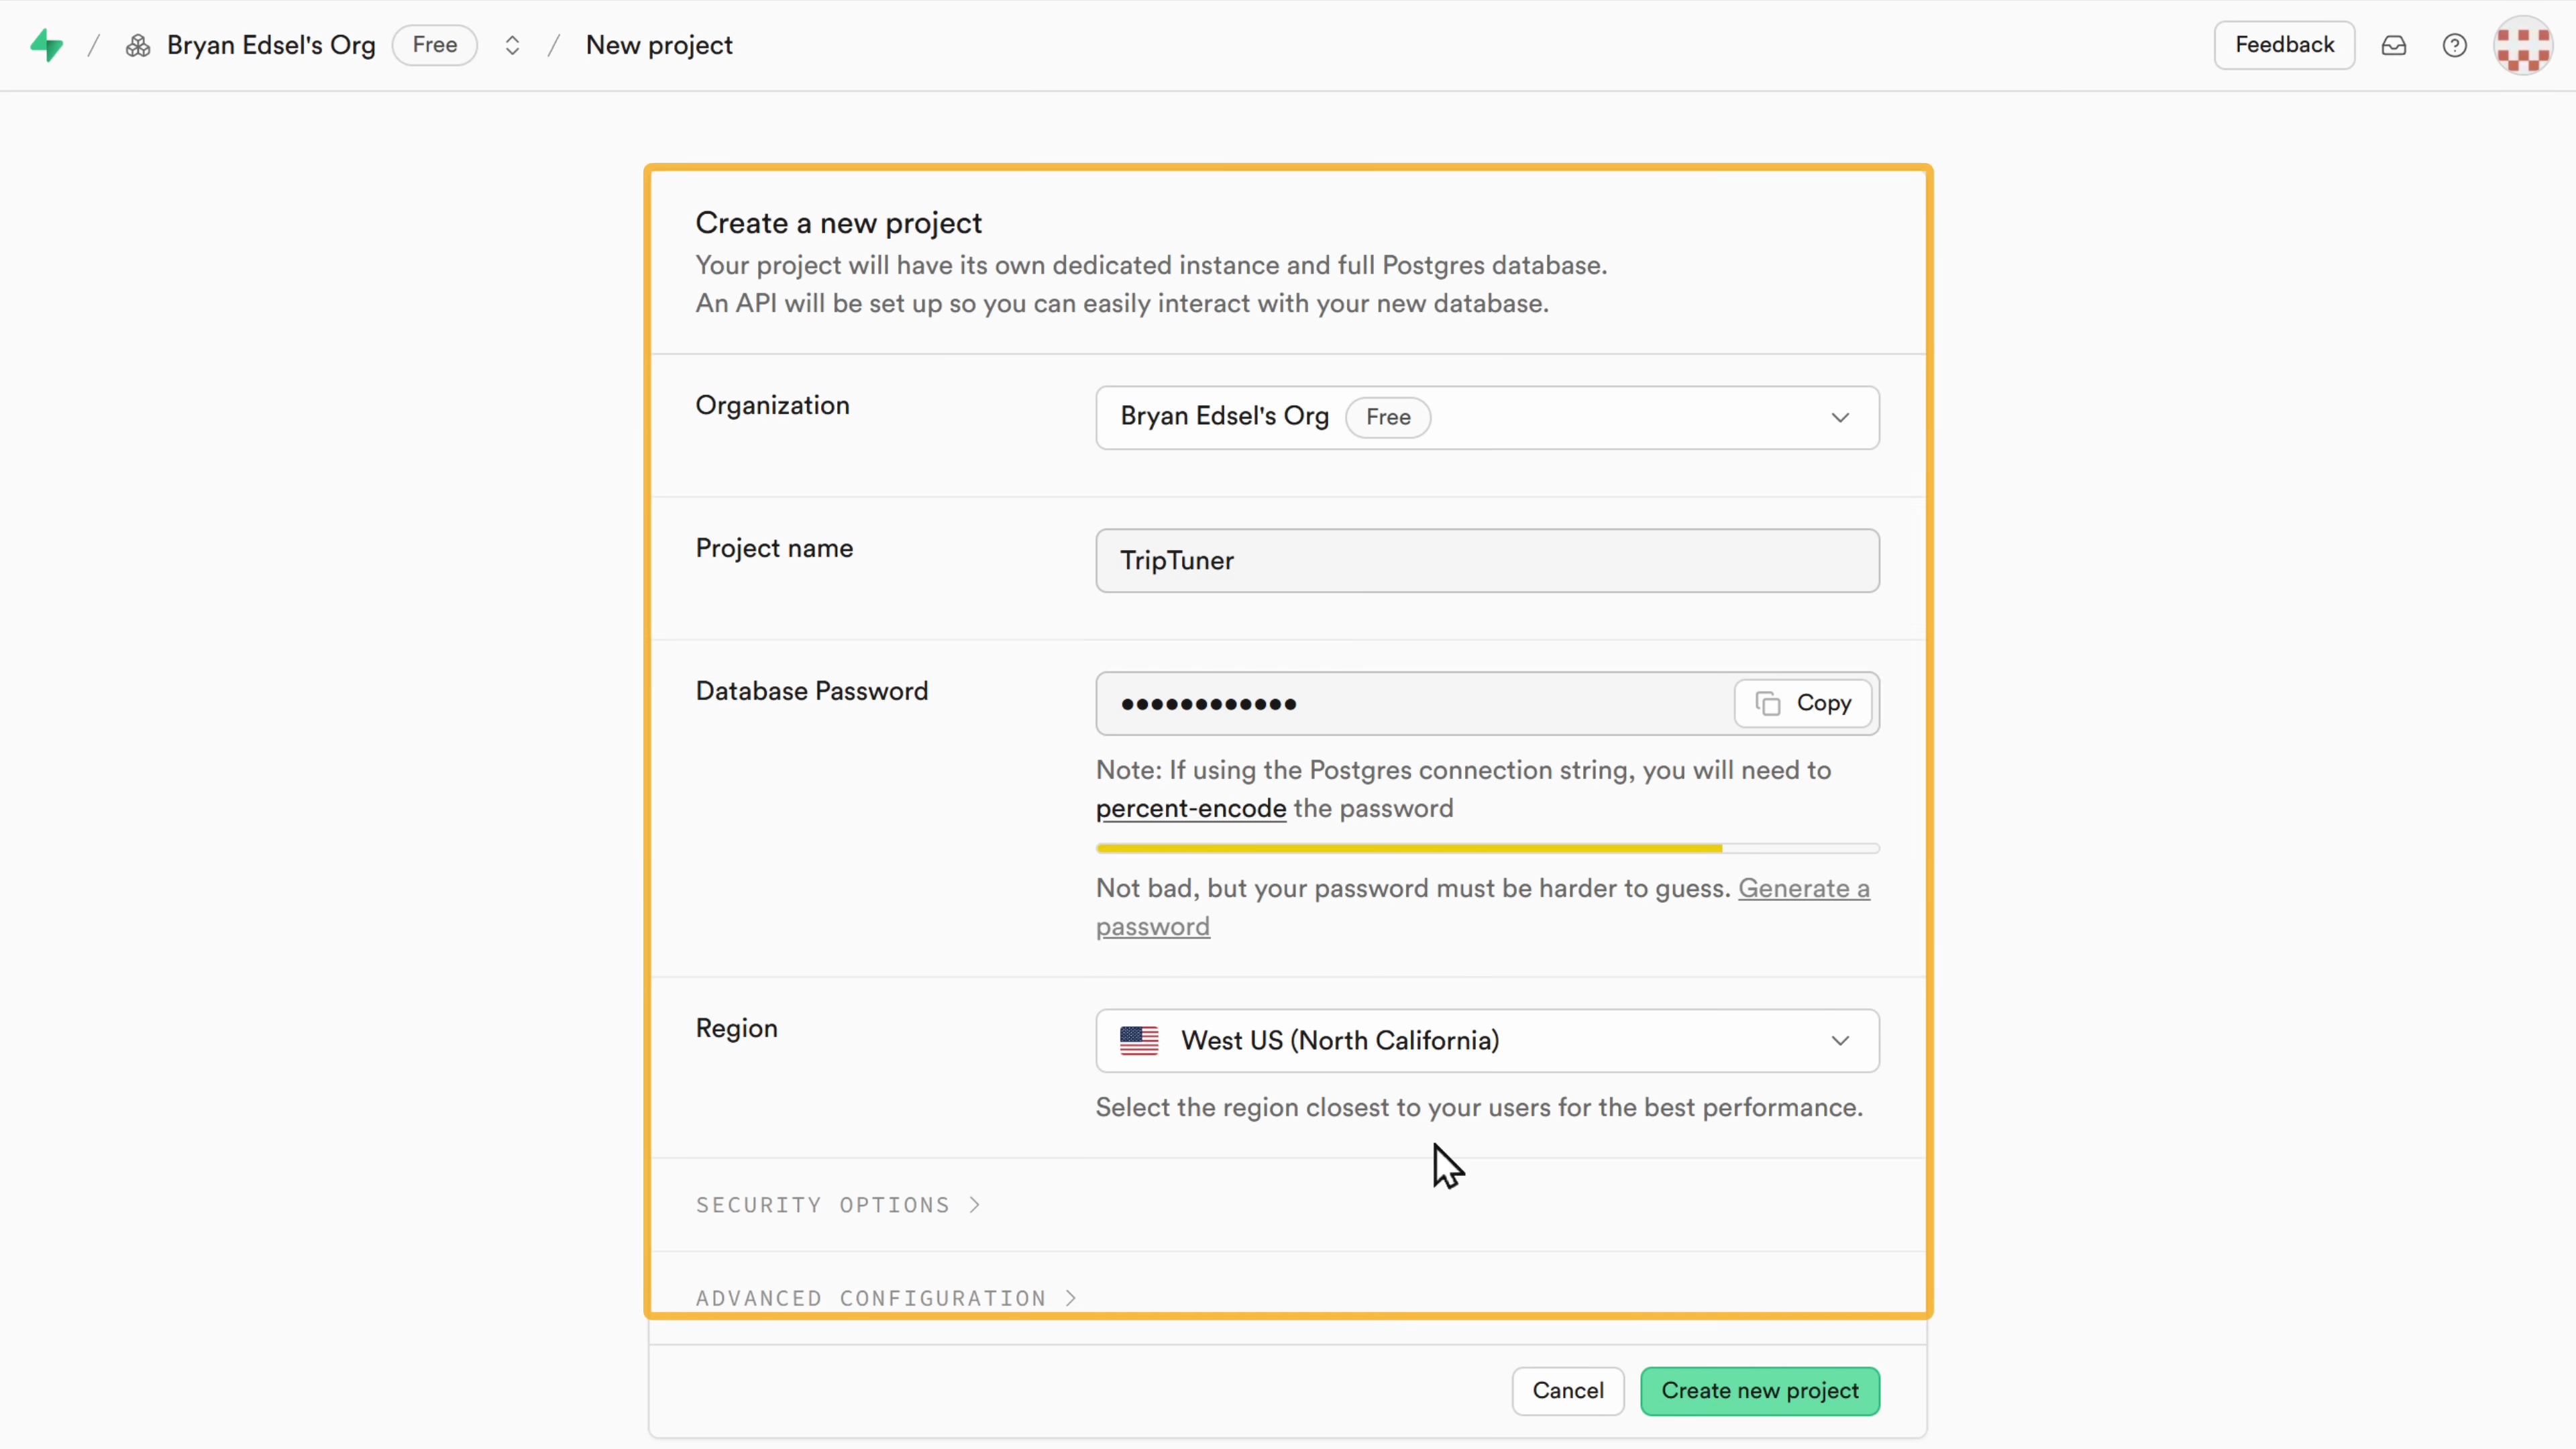 Bryan Edsel's Org Free New project Feedback
Create a new project
Your project will have its own dedicated instance and full Postgres database.
An API will be set up so you can easily interact with your new database.
Organization Bryan Edsel's Org Free
Project name TripTuner
Database Password •••••••••••• Copy
Note: If using the Postgres connection string, you will need to
percent-encode the password
Not bad, but your password must be harder to guess. Generate a
password
Region West US (North California)
Select the region closest to your users for the best performance.
SECURITY OPTIONS
ADVANCED CONFIGURATION
Cancel Create new project